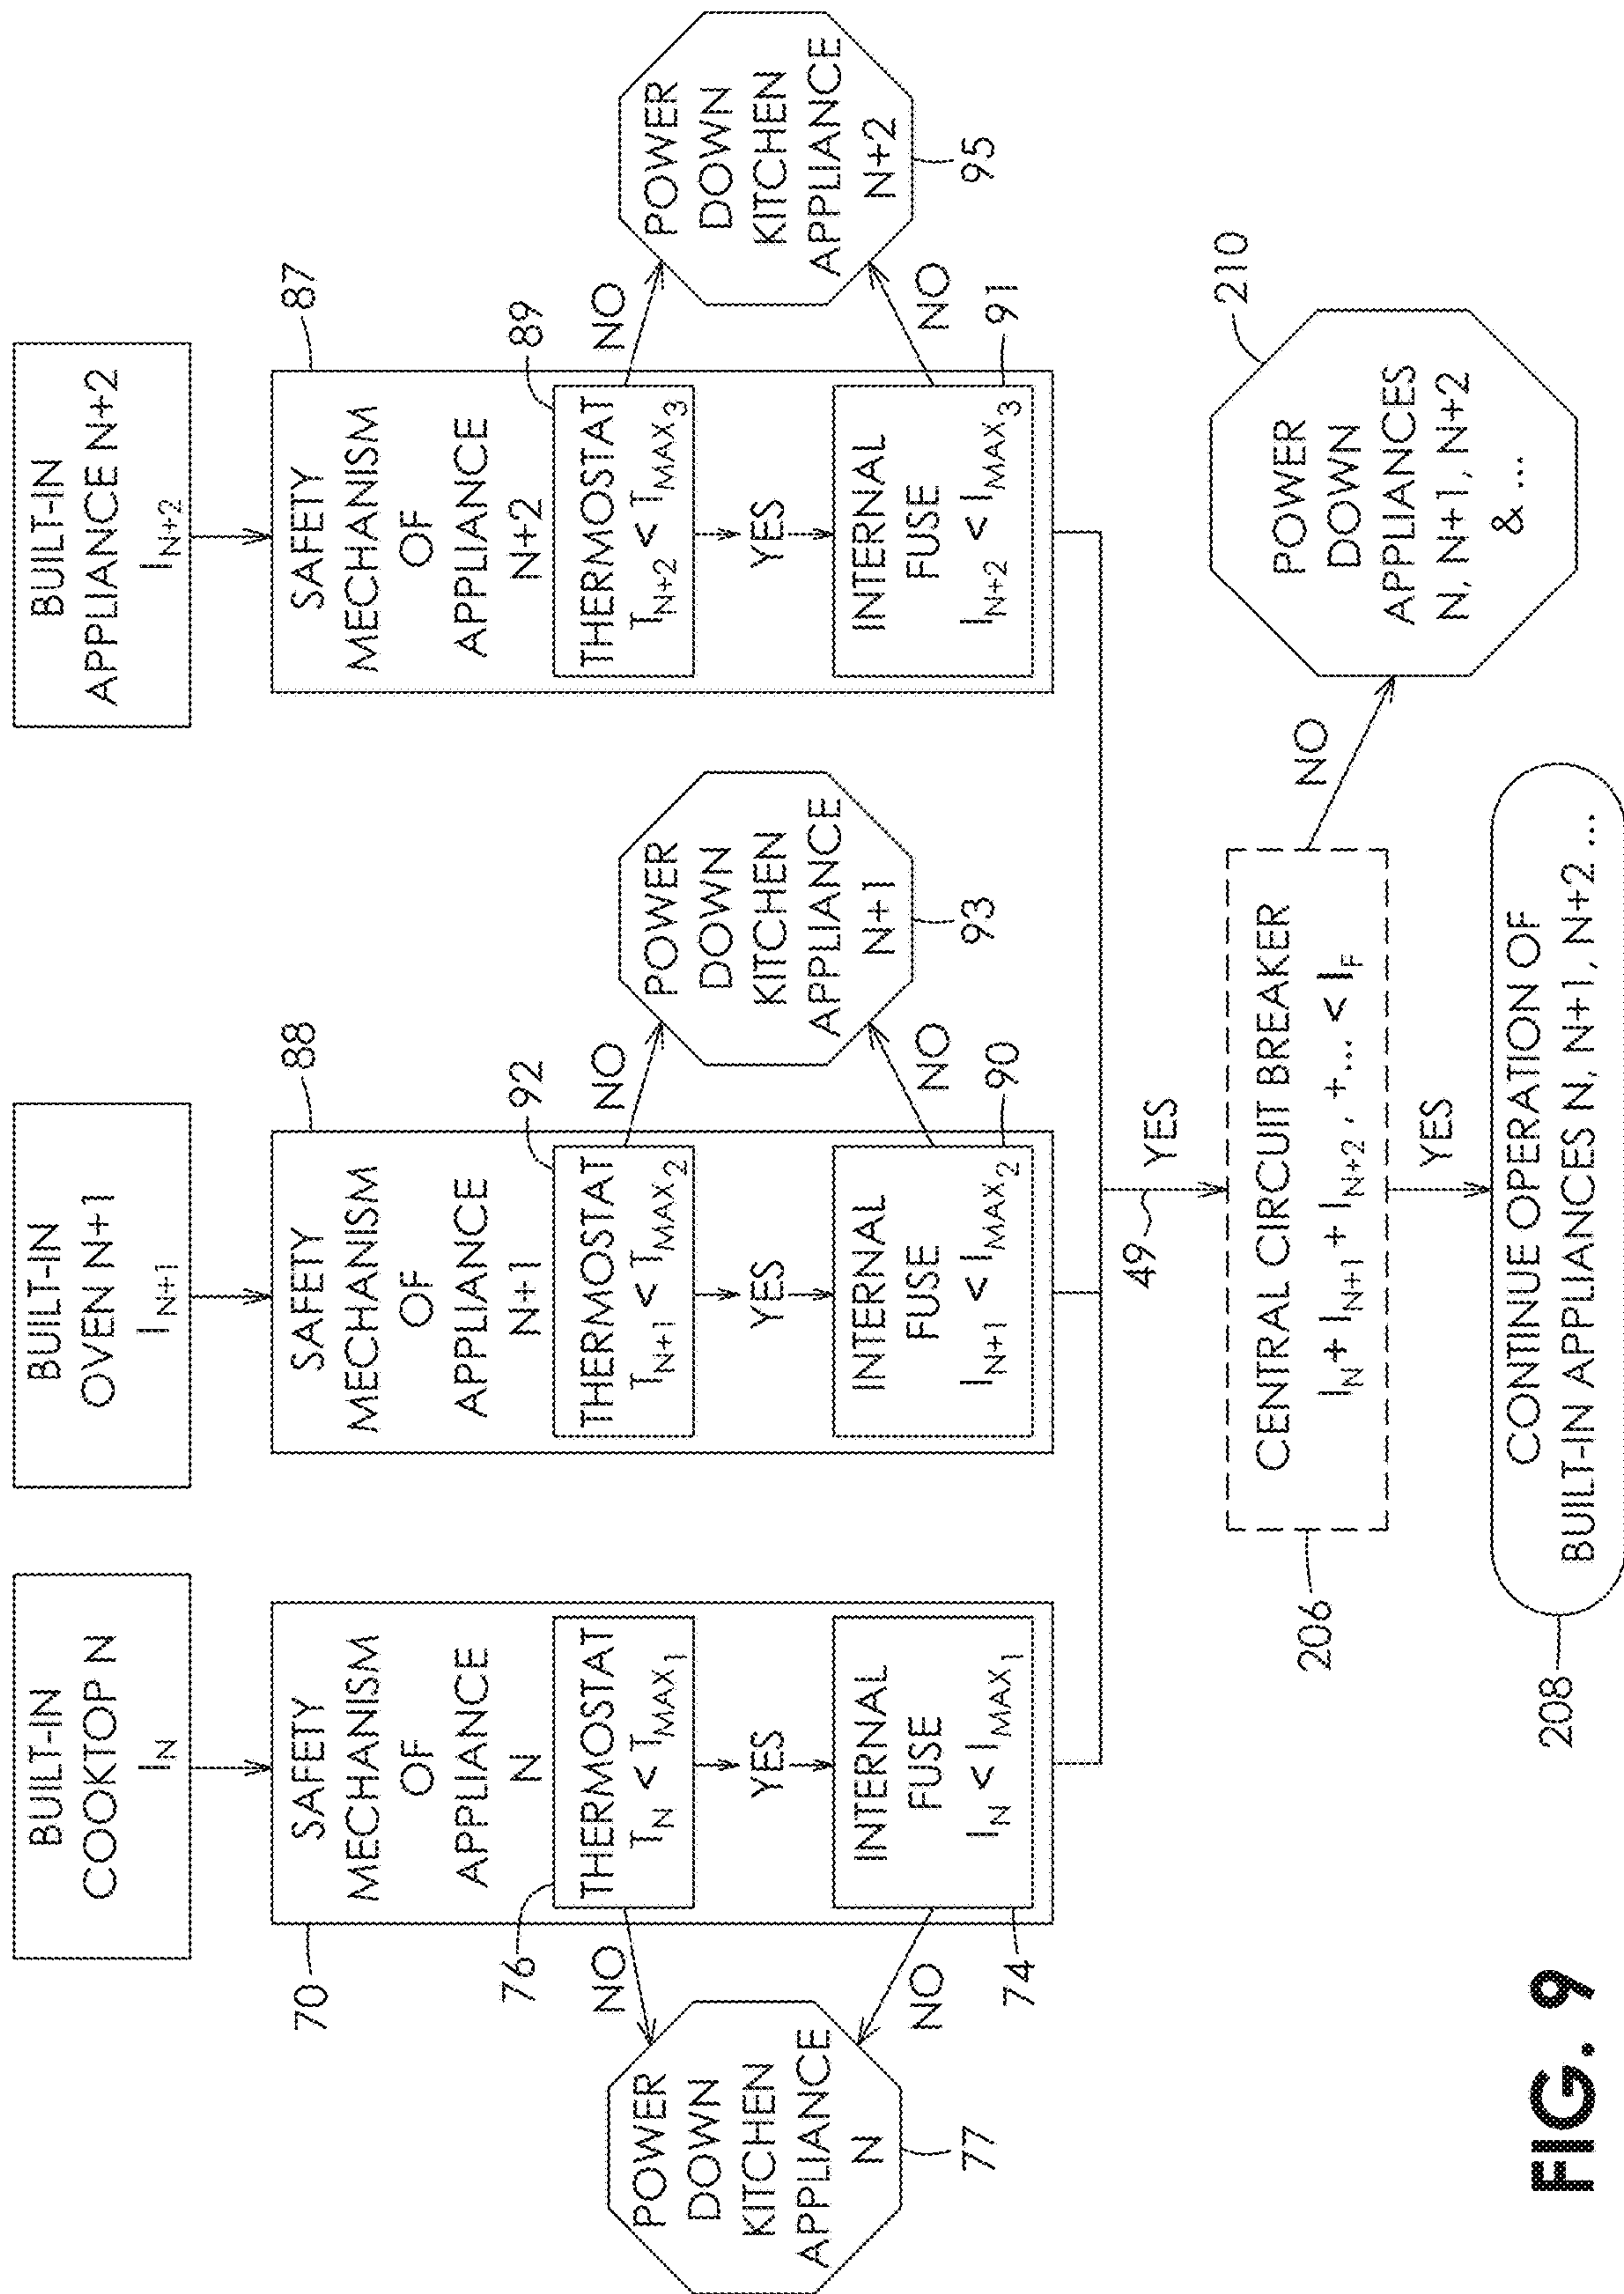 BUILT-IN
COOKTOP N
I_N
70
SAFETY
MECHANISM
OF
APPLIANCE
N
76
THERMOSTAT
T_N < T_MAX_1
NO
YES
INTERNAL
FUSE
I_N < I_MAX_1
NO
74
POWER
DOWN
KITCHEN
APPLIANCE
N
77
BUILT-IN
OVEN N+1
I_N+1
88
SAFETY
MECHANISM
OF
APPLIANCE
N+1
92
THERMOSTAT
T_N+1 < T_MAX_2
NO
YES
INTERNAL
FUSE
I_N+1 < I_MAX_2
NO
90
POWER
DOWN
KITCHEN
APPLIANCE
N+1
93
BUILT-IN
APPLIANCE N+2
I_N+2
87
SAFETY
MECHANISM
OF
APPLIANCE
N+2
89
THERMOSTAT
T_N+2 < T_MAX_3
NO
YES
INTERNAL
FUSE
I_N+2 < I_MAX_3
NO
91
POWER
DOWN
KITCHEN
APPLIANCE
N+2
95
49
YES
CENTRAL CIRCUIT BREAKER
I_N + I_N+1 + I_N+2, +... < I_F
206
NO
210
POWER
DOWN
APPLIANCES
N, N+1, N+2
& ...
YES
CONTINUE OPERATION OF
BUILT-IN APPLIANCES N, N+1, N+2 ...
208
FIG. 9